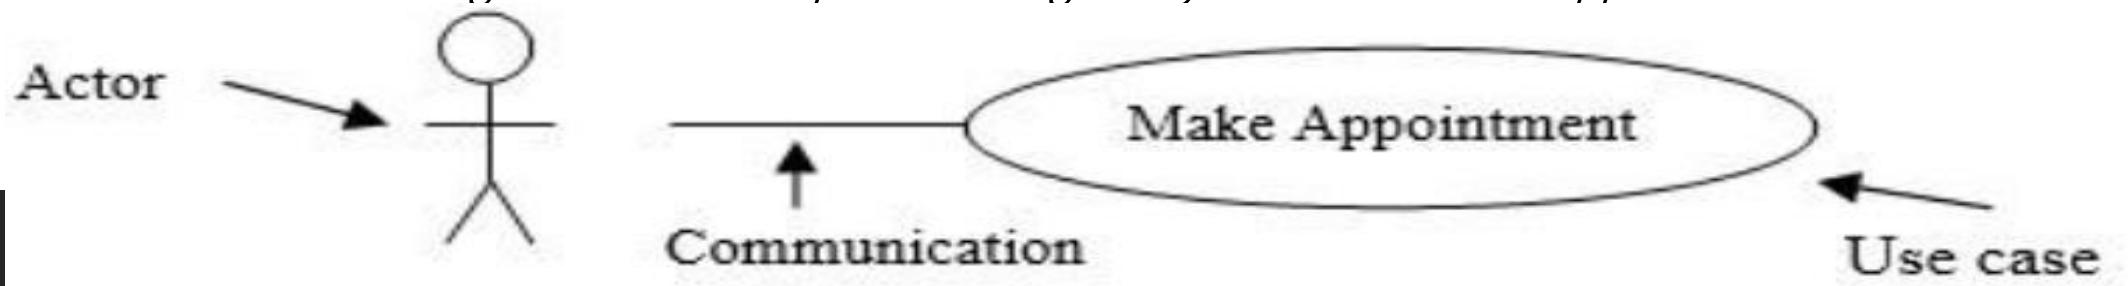 Actor
Make Appointment
Communication
Use case